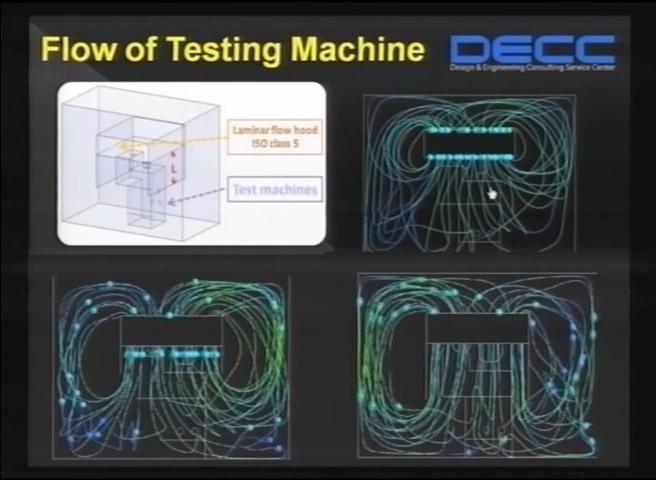 Flow of Testing Machine
DECC
Design & Engineering Consulting Service Center
Laminar flow hood
ISO class 5
L
Test machines